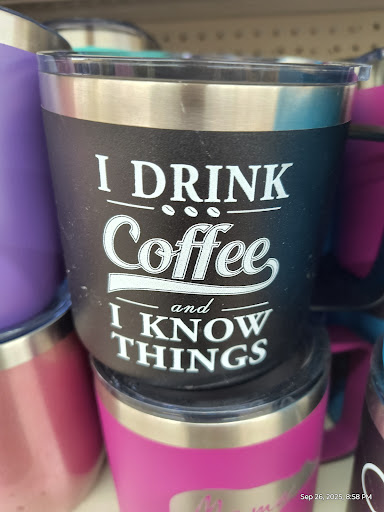 I DRINK
Coffee
and
I KNOW
THINGS
Sep 26, 2025, 8:58 PM